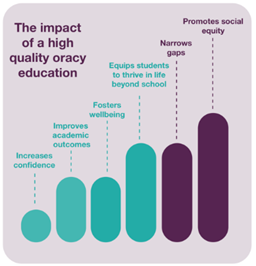 The impact
of a high
quality oracy
education
Increases
confidence
Improves
academic
outcomes
Fosters
wellbeing
Equips students
to thrive in life
beyond school
Narrows
gaps
Promotes social
equity